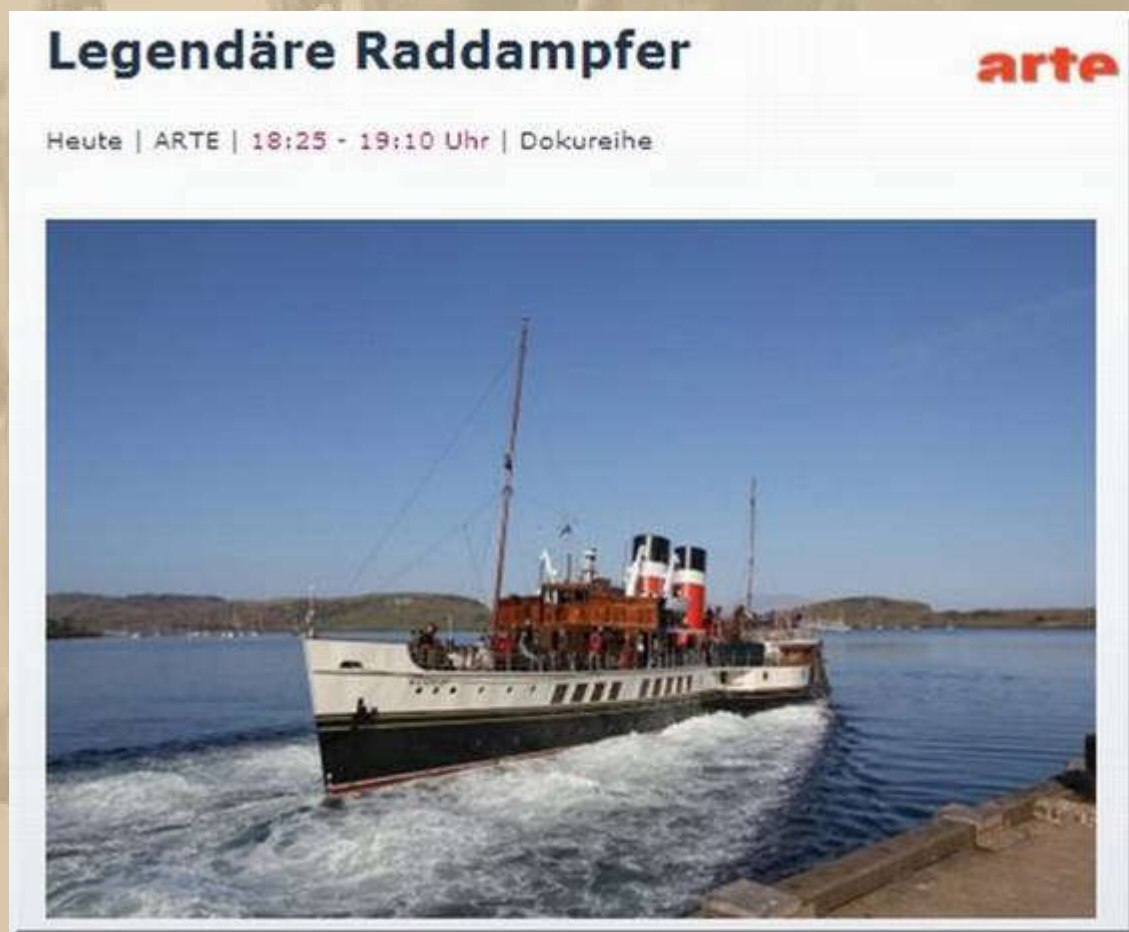 Legendäre Raddampfer
arte
Heute | ARTE | 18:25 - 19:10 Uhr | Dokureihe